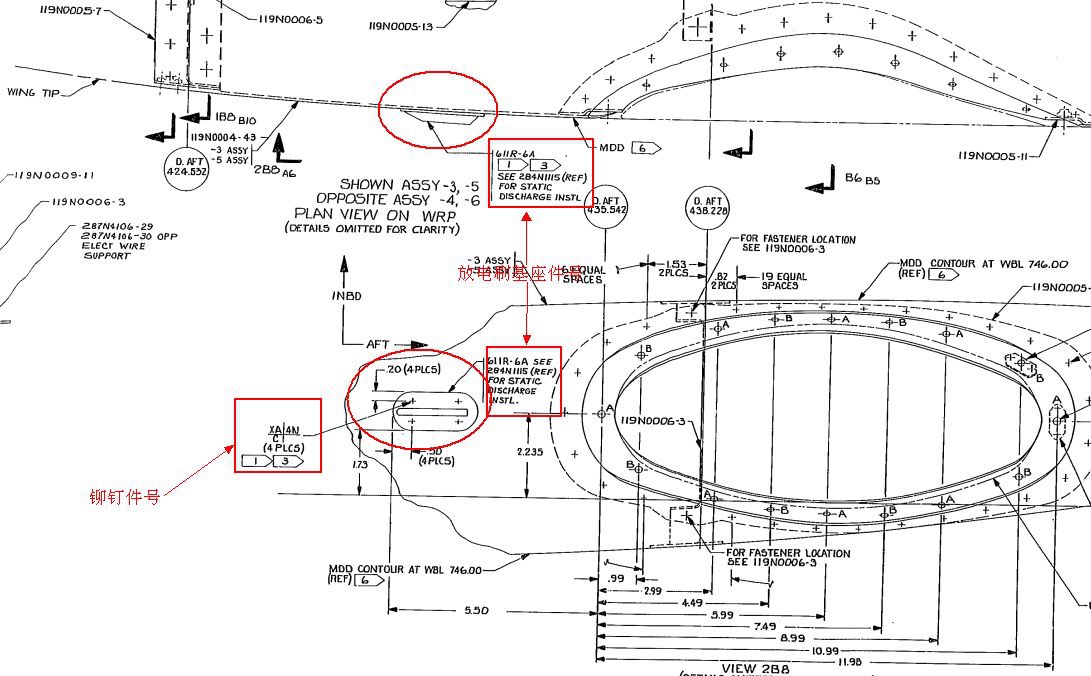 119N0005-7
119N0006-5
119N0005-13
WING TIP
1B8 B10
119N0004-43
-3 ASSY
-5 ASSY
2B8 A6
D. AFT
424.532
119N0009-11
119N0006-3
287N4106-29
287N4106-30 OPP
ELECT WIRE
SUPPORT
611R-6A
1 3
SEE 284N1115 (REF)
FOR STATIC
DISCHARGE INSTL
MDD 6
119N0005-11
B6 B5
SHOWN ASSY-3, -5
OPPOSITE ASSY -4, -6
PLAN VIEW ON WRP
(DETAILS OMITTED FOR CLARITY)
D. AFT
435.542
D. AFT
438.228
-3 ASSY
放电刷基座件号
EQUAL
SPACES
1.53
2PLCS
.82
2 PLCS
19 EQUAL
SPACES
FOR FASTENER LOCATION
SEE 119N0006-3
MDD CONTOUR AT WBL 746.00
(REF) 6
119N0005-
INBD
AFT
.20 (4 PLCS)
611R-6A SEE
284N1115 (REF)
FOR STATIC
DISCHARGE
INSTL.
XA 4N
C
(4 PLCS)
1 3
铆钉件号
1.73
.50
(4 PLCS)
2.235
119N0006-3
A
B
A
B
A
B
B
A
A
B
B
A
B
A
B
A
B
FOR FASTENER LOCATION
SEE 119N0006-3
MDD CONTOUR AT WBL 746.00
(REF) 6
.99
2.99
4.49
5.50
5.99
7.49
8.99
10.99
11.98
VIEW 2B8